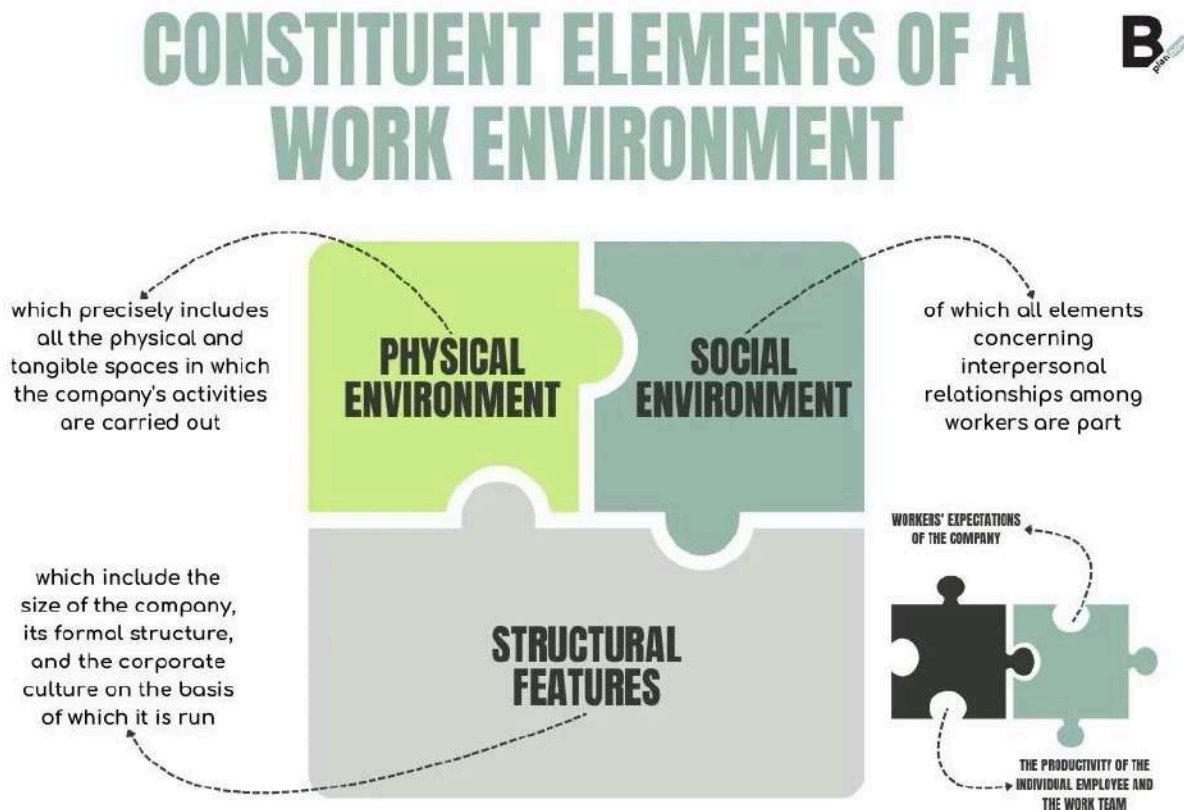 CONSTITUENT ELEMENTS OF A
WORK ENVIRONMENT
B
plan
which precisely includes
all the physical and
tangible spaces in which
the company's activities
are carried out
PHYSICAL
ENVIRONMENT
SOCIAL
ENVIRONMENT
of which all elements
concerning
interpersonal
relationships among
workers are part
which include the
size of the company,
its formal structure,
and the corporate
culture on the basis
of which it is run
STRUCTURAL
FEATURES
WORKERS' EXPECTATIONS
OF THE COMPANY
THE PRODUCTIVITY OF THE
INDIVIDUAL EMPLOYEE AND
THE WORK TEAM